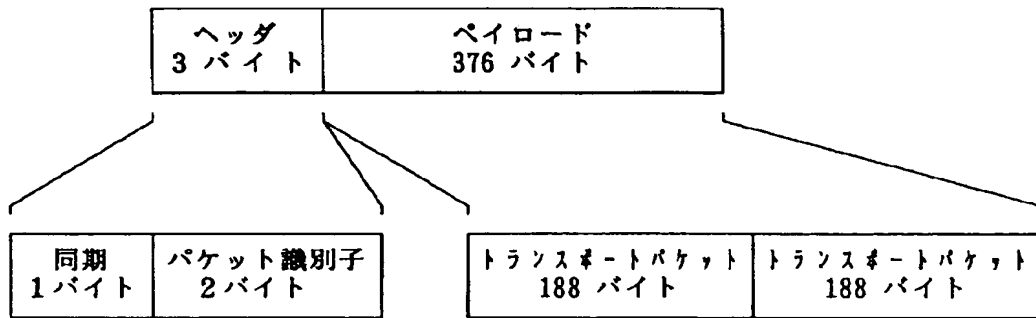 ヘッダ
3 バイト
ペイロード
376 バイト
同期
1バイト
パケット識別子
2バイト
トランスポートパケット
188 バイト
トランスポートパケット
188 バイト